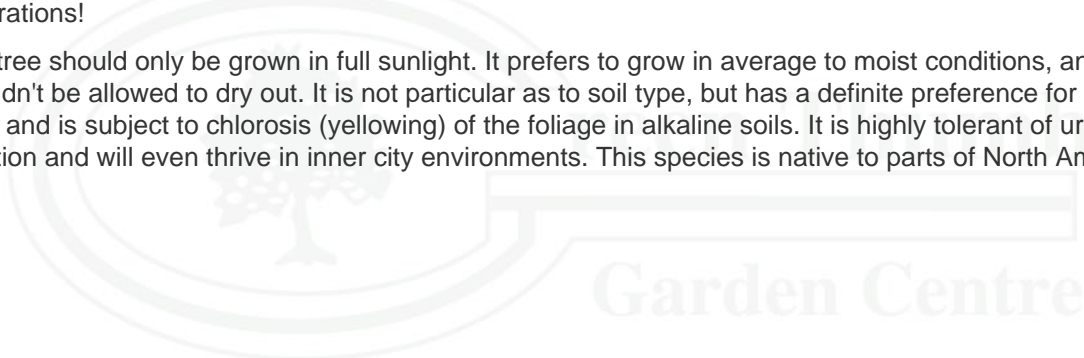 rations!
tree should only be grown in full sunlight. It prefers to grow in average to moist conditions, an
dn't be allowed to dry out. It is not particular as to soil type, but has a definite preference for
and is subject to chlorosis (yellowing) of the foliage in alkaline soils. It is highly tolerant of ur
tion and will even thrive in inner city environments. This species is native to parts of North An
Garden Centre